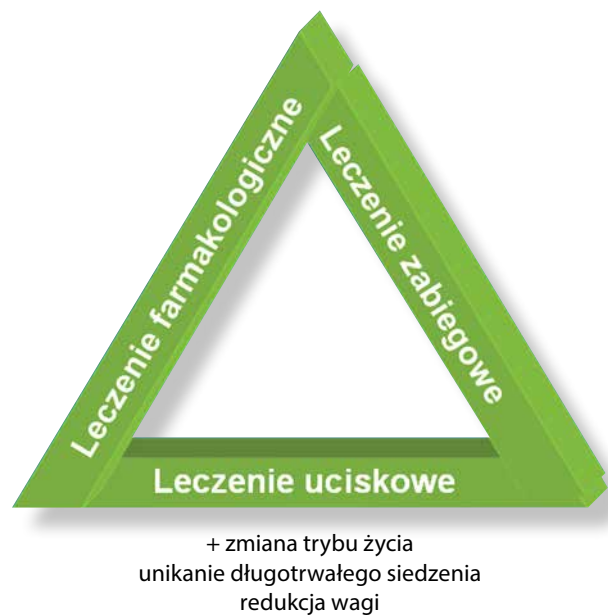 Leczenie farmakologiczne
Leczenie zabiegowe
Leczenie uciskowe
+ zmiana trybu życia
unikanie długotrwałego siedzenia
redukcja wagi